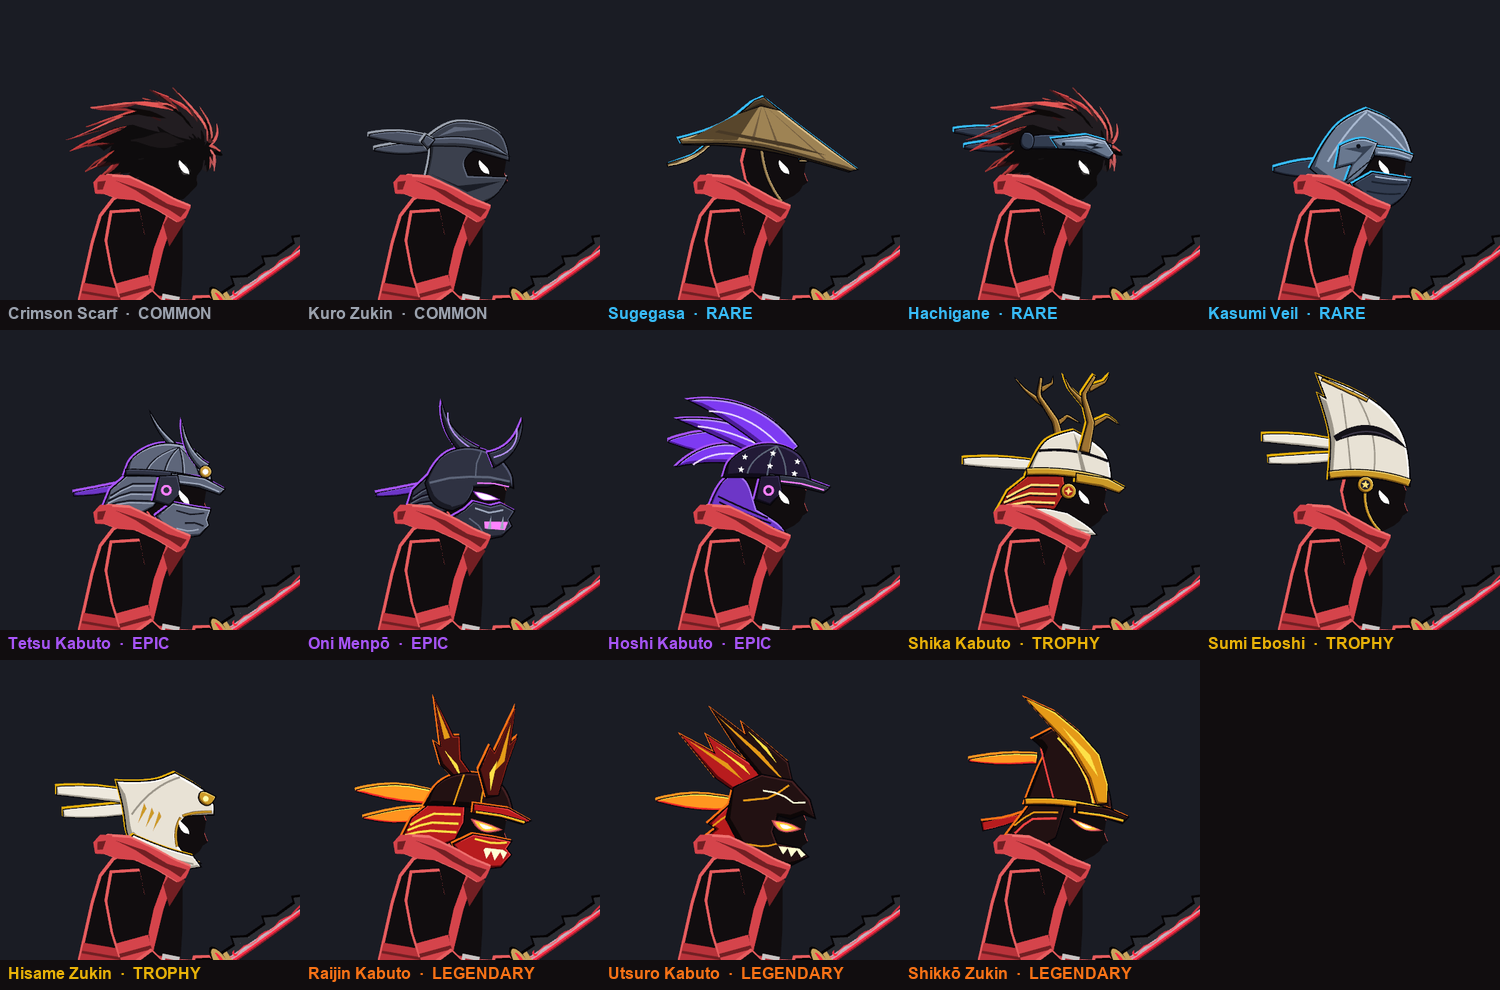 Crimson Scarf · COMMON
Kuro Zukin · COMMON
Sugegasa · RARE
Hachigane · RARE
Kasumi Veil · RARE
Tetsu Kabuto · EPIC
Oni Menpō · EPIC
Hoshi Kabuto · EPIC
Shika Kabuto · TROPHY
Sumi Eboshi · TROPHY
Hisame Zukin · TROPHY
Raijin Kabuto · LEGENDARY
Utsuro Kabuto · LEGENDARY
Shikkō Zukin · LEGENDARY